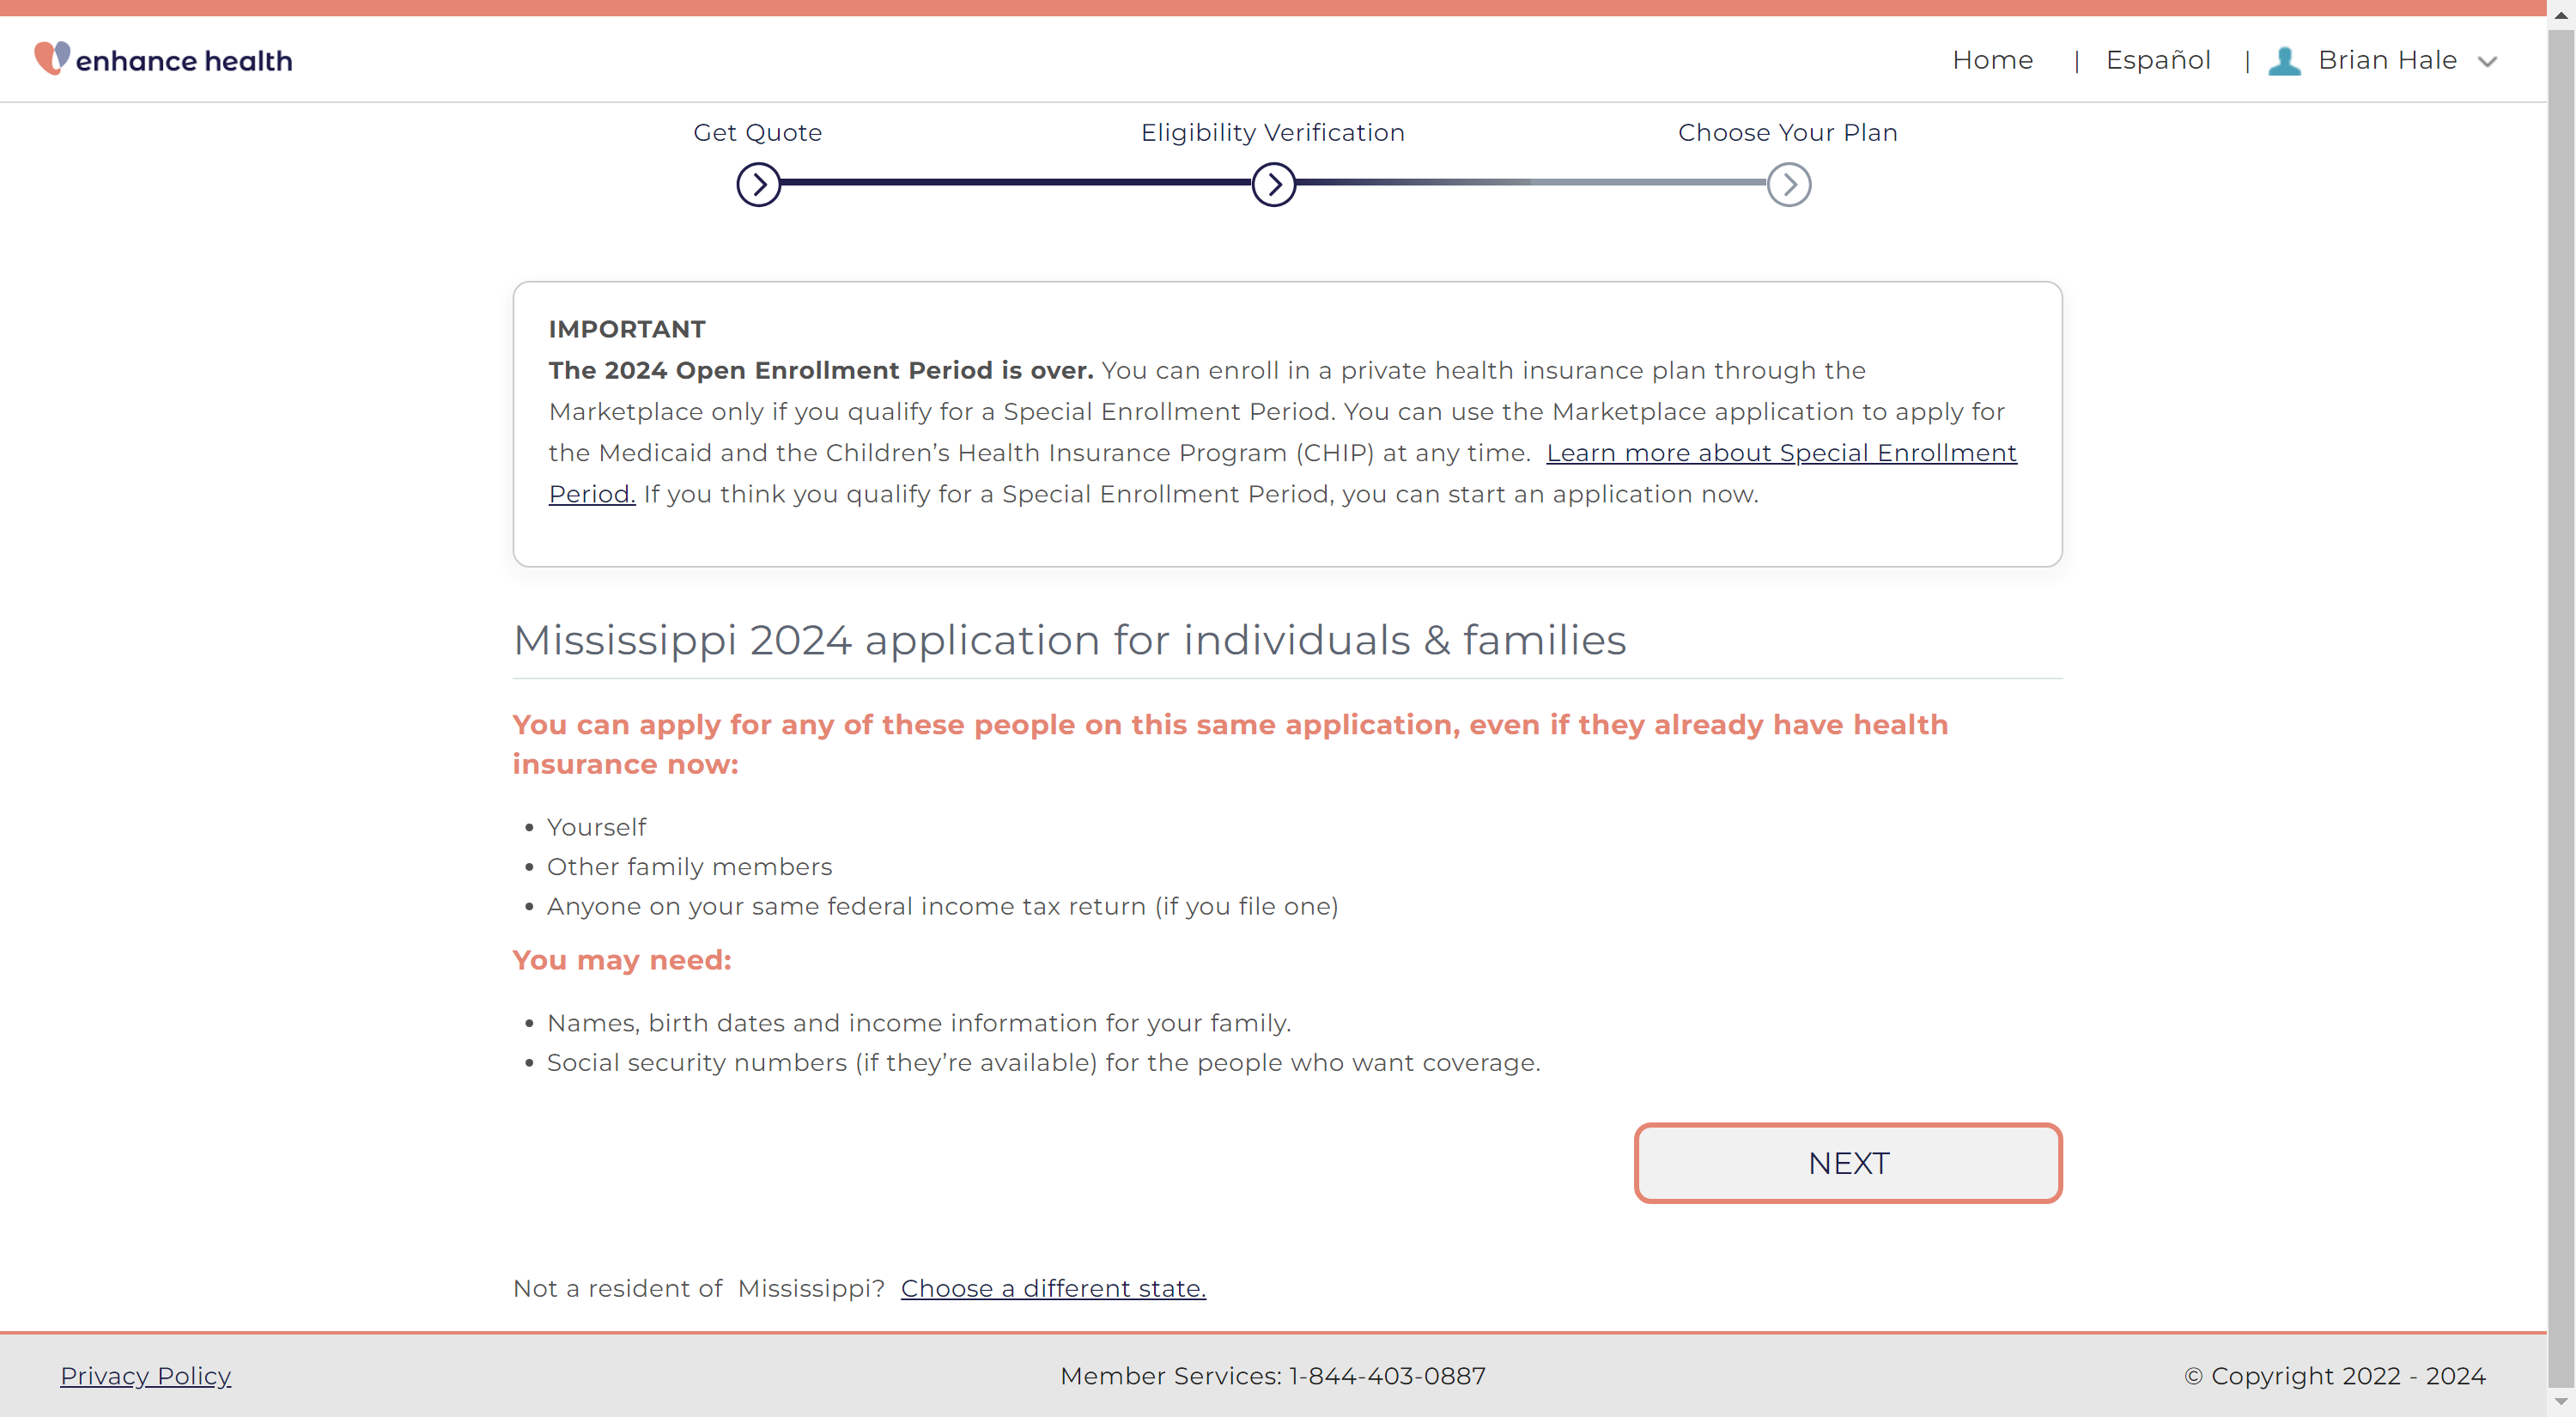 enhance health
Home | Español | Brian Hale
Get Quote
Eligibility Verification
Choose Your Plan
IMPORTANT
The 2024 Open Enrollment Period is over. You can enroll in a private health insurance plan through the
Marketplace only if you qualify for a Special Enrollment Period. You can use the Marketplace application to apply for
the Medicaid and the Children’s Health Insurance Program (CHIP) at any time. Learn more about Special Enrollment
Period. If you think you qualify for a Special Enrollment Period, you can start an application now.
Mississippi 2024 application for individuals & families
You can apply for any of these people on this same application, even if they already have health
insurance now:
• Yourself
• Other family members
• Anyone on your same federal income tax return (if you file one)
You may need:
• Names, birth dates and income information for your family.
• Social security numbers (if they’re available) for the people who want coverage.
NEXT
Not a resident of Mississippi? Choose a different state.
Privacy Policy
Member Services: 1-844-403-0887
© Copyright 2022 - 2024